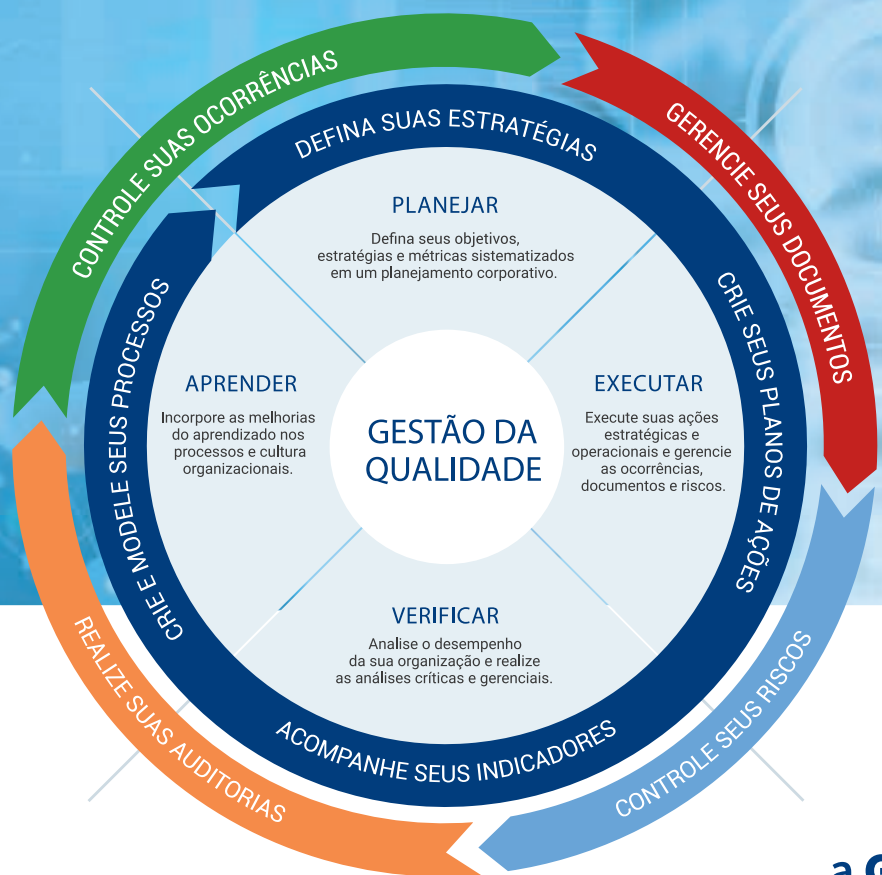 CONTROLE SUAS OCORRÊNCIAS
GERENCIE SEUS DOCUMENTOS
CONTROLE SEUS RISCOS
REALIZE SUAS AUDITORIAS
DEFINA SUAS ESTRATÉGIAS
CRIE SEUS PLANOS DE AÇÕES
ACOMPANHE SEUS INDICADORES
CRIE E MODELE SEUS PROCESSOS
PLANEJAR
Defina seus objetivos,
estratégias e métricas sistematizados
em um planejamento corporativo.
EXECUTAR
Execute suas ações
estratégicas e
operacionais e gerencie
as ocorrências,
documentos e riscos.
VERIFICAR
Analise o desempenho
da sua organização e realize
as análises críticas e gerenciais.
APRENDER
Incorpore as melhorias
do aprendizado nos
processos e cultura
organizacionais.
GESTÃO DA
QUALIDADE
a